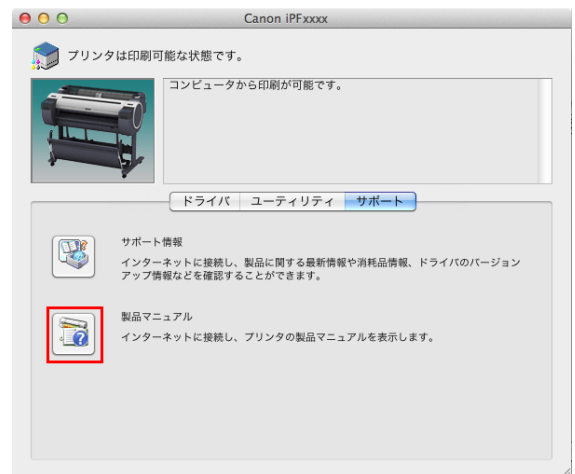 Canon iPFxxxx
プリンタは印刷可能な状態です。
コンピュータから印刷が可能です。
ドライバ ユーティリティ サポート
サポート情報
インターネットに接続し、製品に関する最新情報や消耗品情報、ドライバのバージョン
アップ情報などを確認することができます。
製品マニュアル
インターネットに接続し、プリンタの製品マニュアルを表示します。